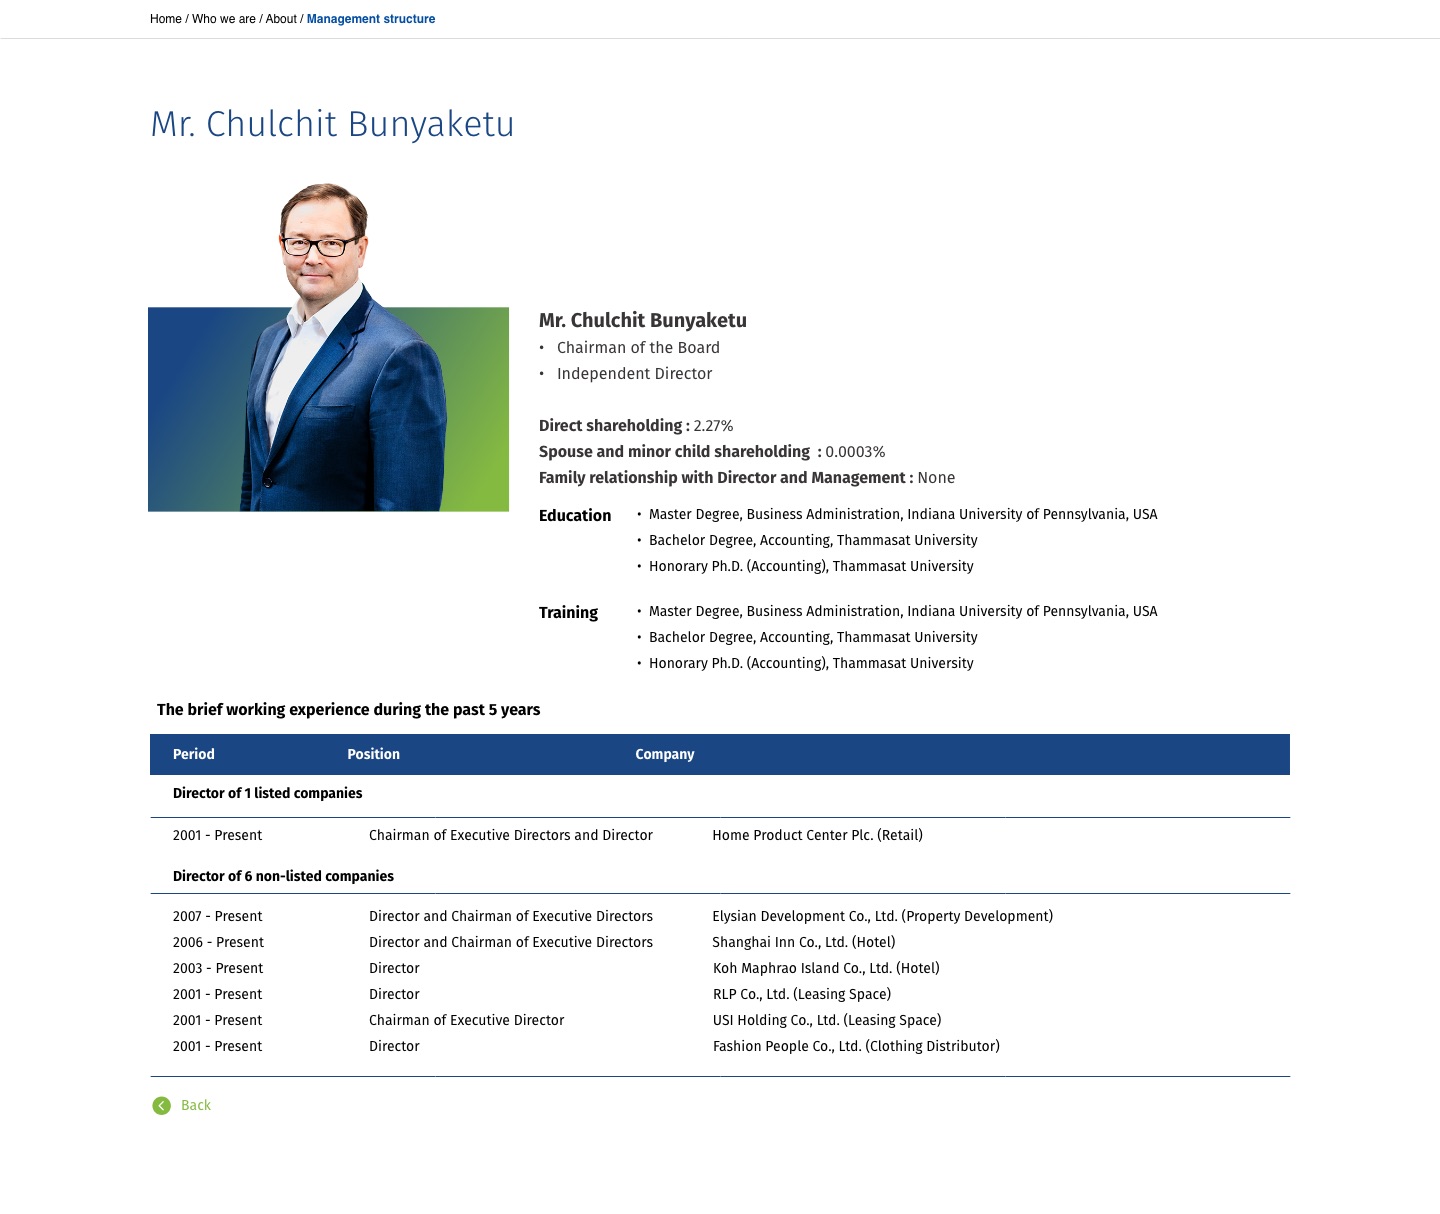 Home / Who we are / About / Management structure
Mr. Chulchit Bunyaketu
Mr. Chulchit Bunyaketu
• Chairman of the Board
• Independent Director
Direct shareholding : 2.27%
Spouse and minor child shareholding : 0.0003%
Family relationship with Director and Management : None
Education • Master Degree, Business Administration, Indiana University of Pennsylvania, USA
• Bachelor Degree, Accounting, Thammasat University
• Honorary Ph.D. (Accounting), Thammasat University
Training • Master Degree, Business Administration, Indiana University of Pennsylvania, USA
• Bachelor Degree, Accounting, Thammasat University
• Honorary Ph.D. (Accounting), Thammasat University
The brief working experience during the past 5 years
Period Position Company
Director of 1 listed companies
2001 - Present Chairman of Executive Directors and Director Home Product Center Plc. (Retail)
Director of 6 non-listed companies
2007 - Present Director and Chairman of Executive Directors Elysian Development Co., Ltd. (Property Development)
2006 - Present Director and Chairman of Executive Directors Shanghai Inn Co., Ltd. (Hotel)
2003 - Present Director Koh Maphrao Island Co., Ltd. (Hotel)
2001 - Present Director RLP Co., Ltd. (Leasing Space)
2001 - Present Chairman of Executive Director USI Holding Co., Ltd. (Leasing Space)
2001 - Present Director Fashion People Co., Ltd. (Clothing Distributor)
Back